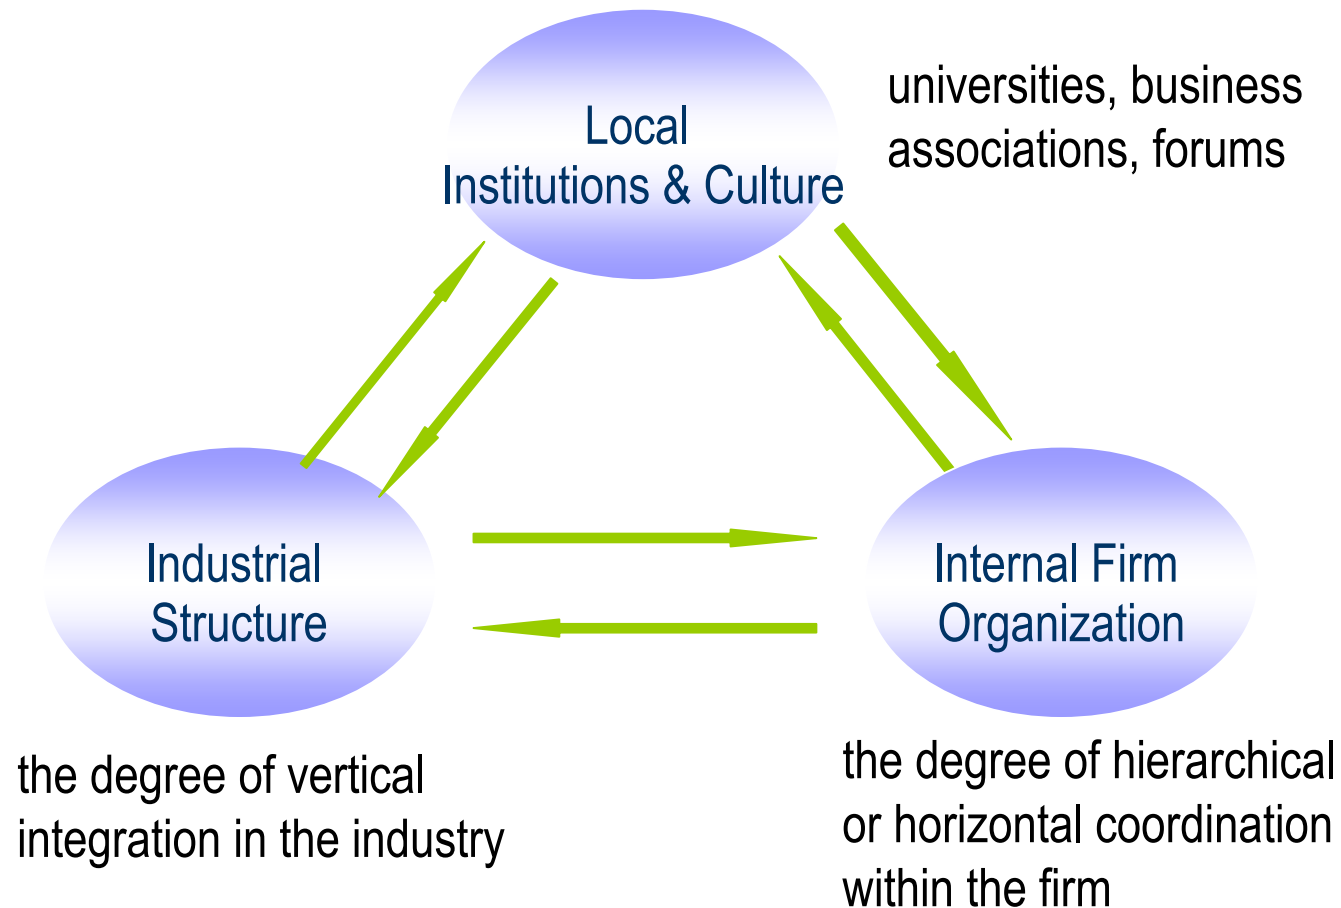 Local
Institutions & Culture
universities, business
associations, forums
Industrial
Structure
Internal Firm
Organization
the degree of vertical
integration in the industry
the degree of hierarchical
or horizontal coordination
within the firm